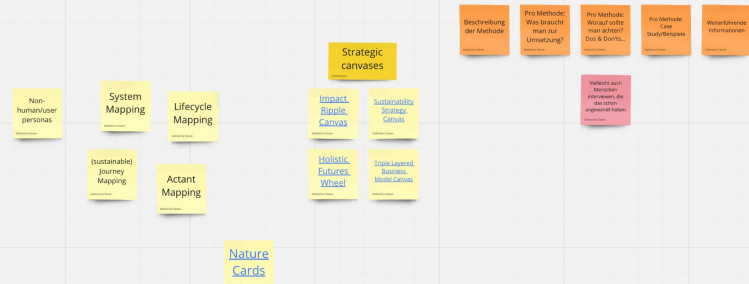 Beschreibung
der Methode
Pro Methode:
Was braucht
man zur
Umsetzung?
Pro Methode:
Worauf sollte
man achten?
Dos & Don'ts...
Pro Methode:
Case
Study/Beispiele
Weiterführende
Informationen
Vielleicht auch
Menschen
interviewen, die
das schon
angewandt haben
Strategic
canvases
Impact
Ripple
Canvas
Sustainability
Strategy
Canvas
Holistic
Futures
Wheel
Triple Layered
Business
Model Canvas
Non-
human/user
personas
System
Mapping
Lifecycle
Mapping
(sustainable)
Journey
Mapping
Actant
Mapping
Nature
Cards